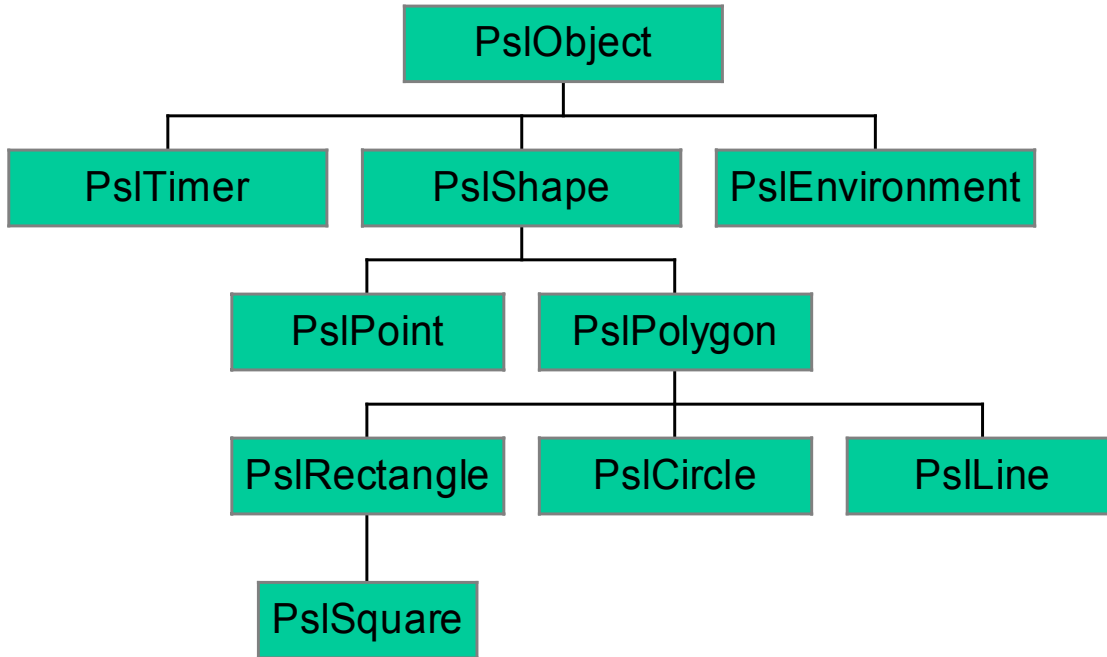 PslObject
PslTimer
PslShape
PslEnvironment
PslPoint
PslPolygon
PslRectangle
PslCircle
PslLine
PslSquare